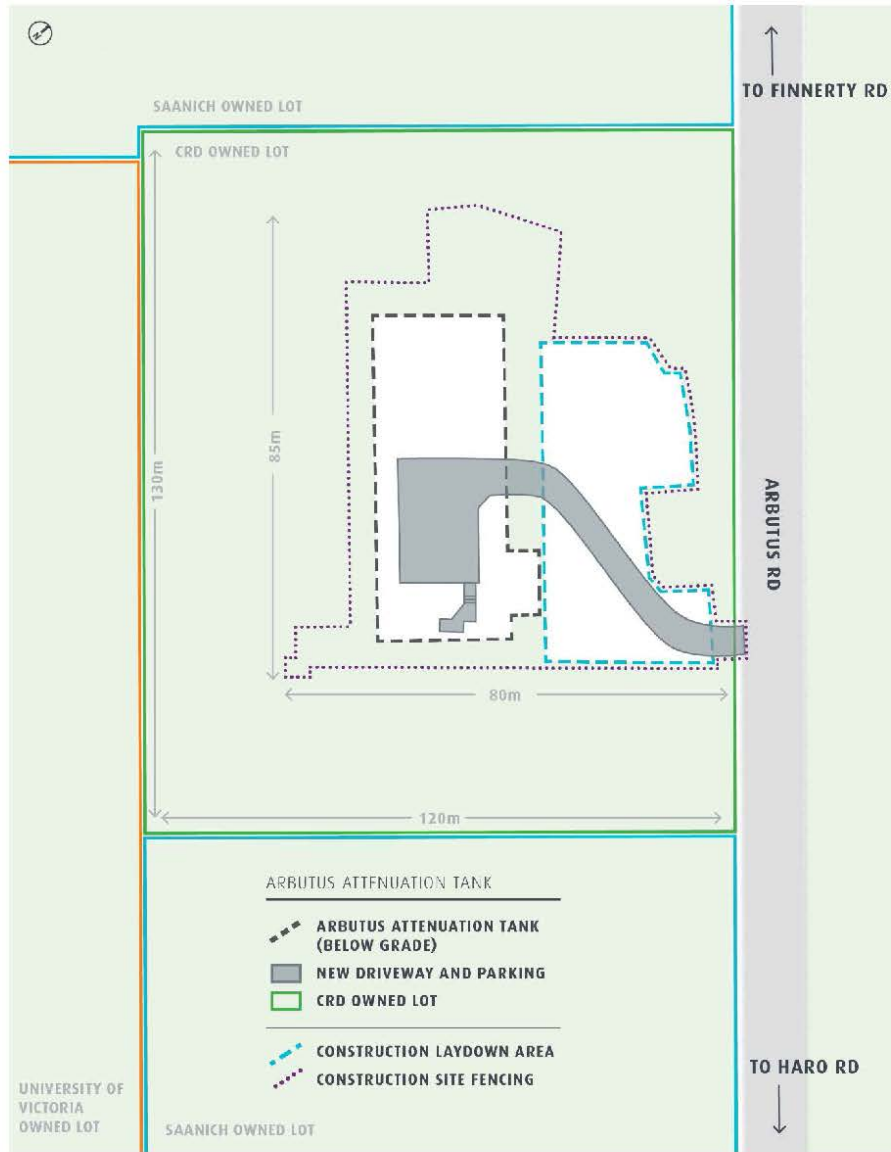 N
SAANICH OWNED LOT
TO FINNERTY RD
CRD OWNED LOT
130m
85m
80m
120m
ARBUTUS RD
ARBUTUS ATTENUATION TANK
ARBUTUS ATTENUATION TANK
(BELOW GRADE)
NEW DRIVEWAY AND PARKING
CRD OWNED LOT
CONSTRUCTION LAYDOWN AREA
CONSTRUCTION SITE FENCING
TO HARO RD
UNIVERSITY OF
VICTORIA
OWNED LOT
SAANICH OWNED LOT